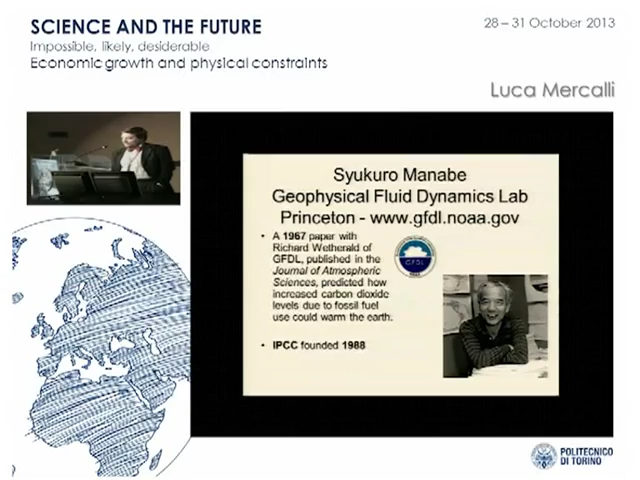 SCIENCE AND THE FUTURE
Impossible, likely, desiderable
Economic growth and physical constraints
28 – 31 October 2013
Luca Mercalli
Syukuro Manabe
Geophysical Fluid Dynamics Lab
Princeton - www.gfdl.noaa.gov
• A 1967 paper with
Richard Wetherald of
GFDL, published in the
Journal of Atmospheric
Sciences, predicted how
increased carbon dioxide
levels due to fossil fuel
use could warm the earth.
• IPCC founded 1988
GFDL
POLITECNICO
DI TORINO